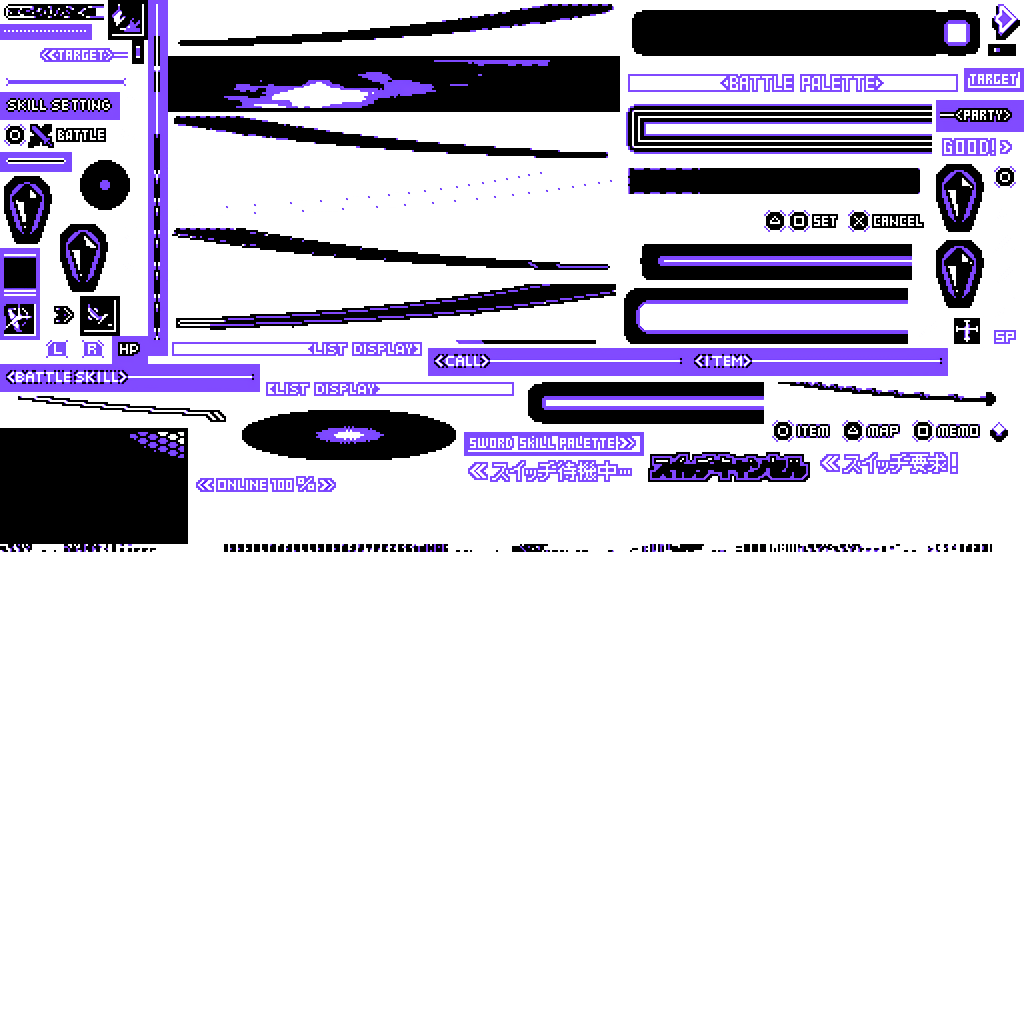 <<TARGET>
SKILL SETTING
BATTLE
<BATTLE PALETTE>
TARGET
<PARTY>
GOOD!
SET
CANCEL
L
R
HP
<LIST DISPLAY>
SP
<CALL>
<ITEM>
<BATTLE SKILL>
<LIST DISPLAY>
ITEM
MAP
MEMO
SWORD SKILL PALETTE>>
<<スイッチ待機中…
スイッチキャンセル
<<スイッチ要求!
<<ONLINE 100%>>